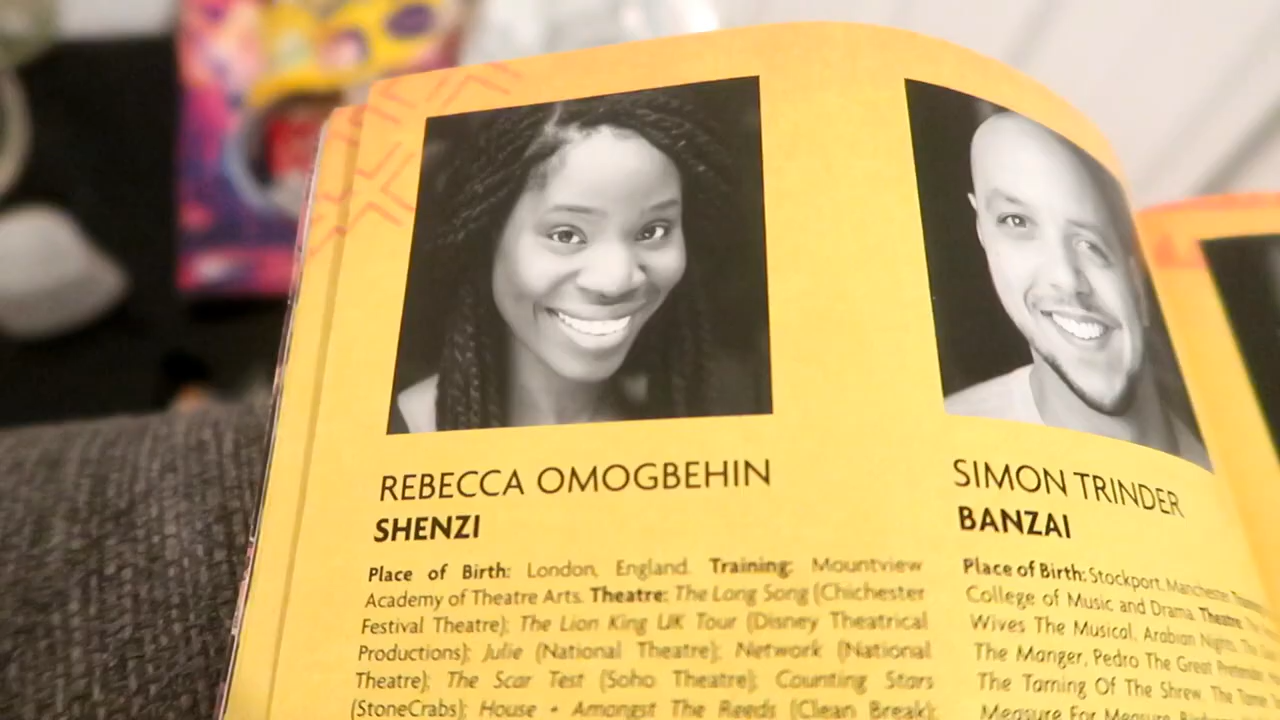 REBECCA OMOGBEHIN
SHENZI
Place of Birth: London, England. Training: Mountview
Academy of Theatre Arts. Theatre: The Long Song (Chichester
Festival Theatre); The Lion King UK Tour (Disney Theatrical
Productions); Julie (National Theatre); Network (National
Theatre); The Scar Test (Soho Theatre); Counting Stars
(StoneCrabs); House + Amongst The Reeds (Clean Break);
SIMON TRINDER
BANZAI
Place of Birth: Stockport, Manchester.
College of Music and Drama. Theatre:
Wives The Musical, Arabian Nights,
The Manger, Pedro The Great Pretender
The Taming Of The Shrew, The
Measure For Measure,